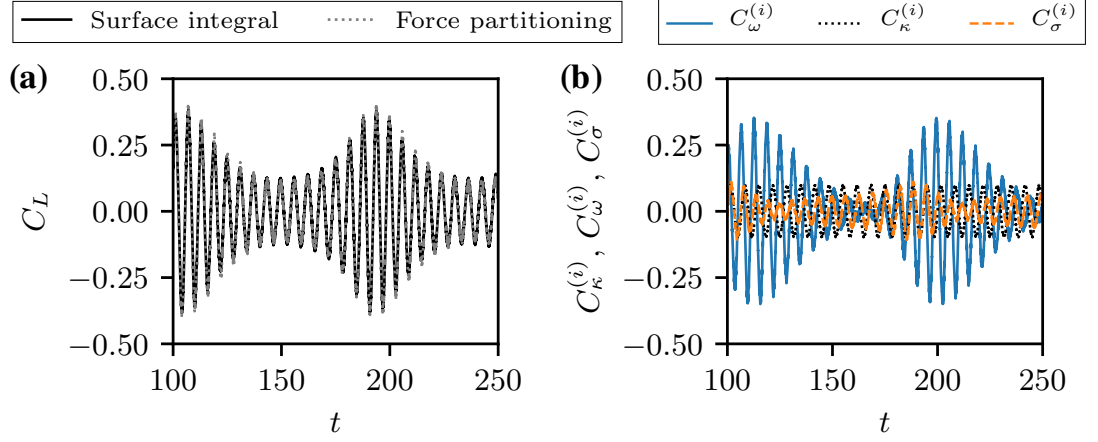 Surface integral Force partitioning
C_ω^{(i)} C_κ^{(i)} C_σ^{(i)}
(a)
0.50
0.25
0.00
−0.25
−0.50
C_L
100 150 200 250
t
(b)
0.50
0.25
0.00
−0.25
−0.50
C_κ^{(i)}, C_ω^{(i)}, C_σ^{(i)}
100 150 200 250
t